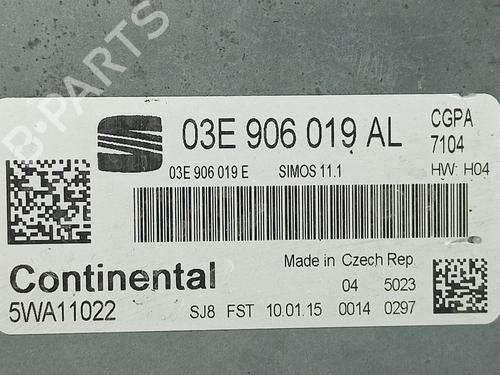 B-PARTS
03E 906 019 AL
CGPA
7104
03E 906 019 E SIMOS 11.1
HW: H04
Continental
Made in Czech Rep.
04 5023
5WA11022
SJ8 FST 10.01.15 0014 0297